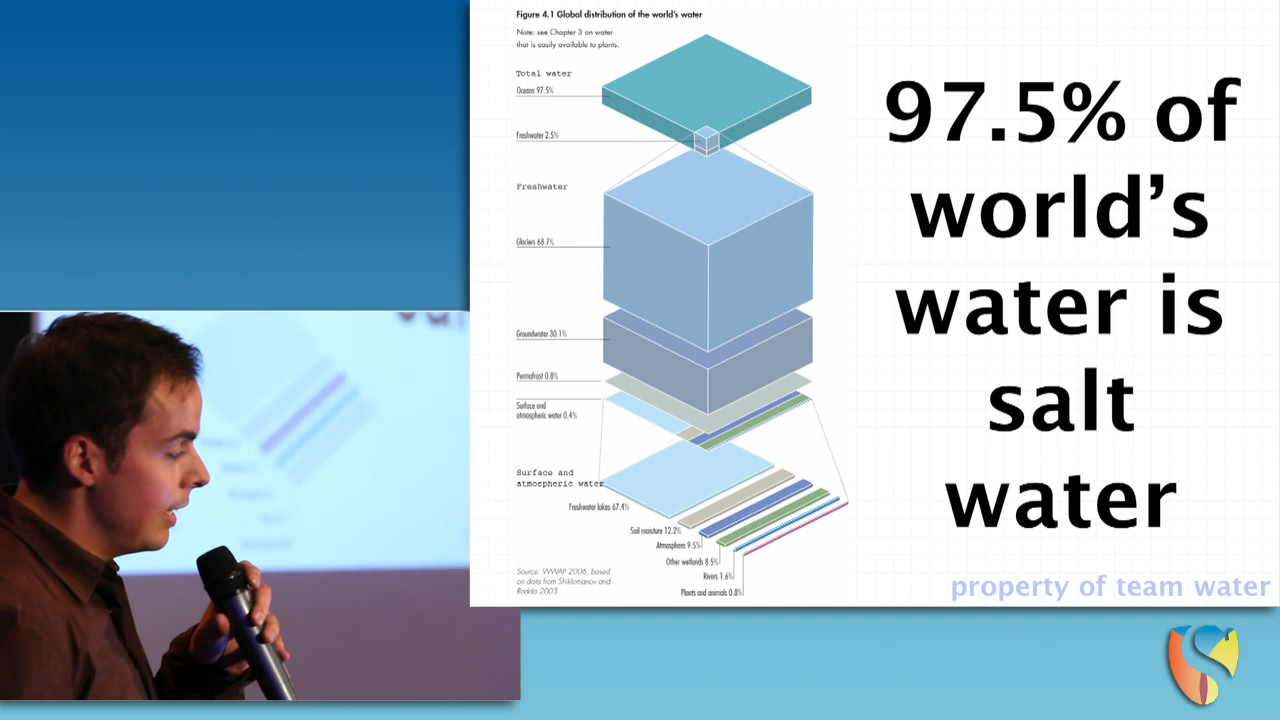 Figure 4.1 Global distribution of the world's water
Note: see Chapter 3 on water
that is easily available to plants.
Total water
Oceans 97.5%
Freshwater 2.5%
Freshwater
Glaciers 68.7%
Groundwater 30.1%
Permafrost 0.8%
Surface and
atmospheric water 0.4%
Surface and
atmospheric water
Freshwater lakes 67.4%
Soil moisture 12.2%
Atmosphere 9.5%
Other wetlands 8.5%
Rivers 1.6%
Plants and animals 0.8%
Source: WWAP 2006, based
on data from Shiklomanov and
Rodda 2003
97.5% of
world’s
water is
salt
water
property of team water